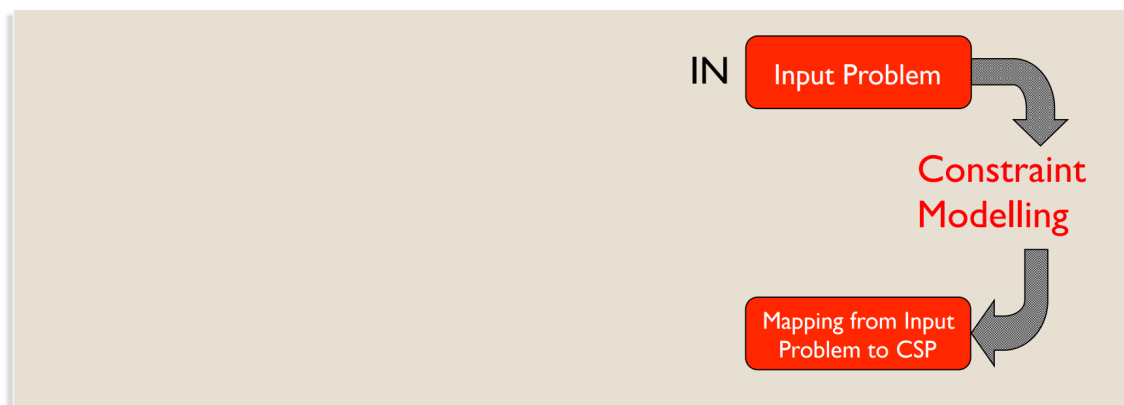 IN
Input Problem
Constraint
Modelling
Mapping from Input
Problem to CSP